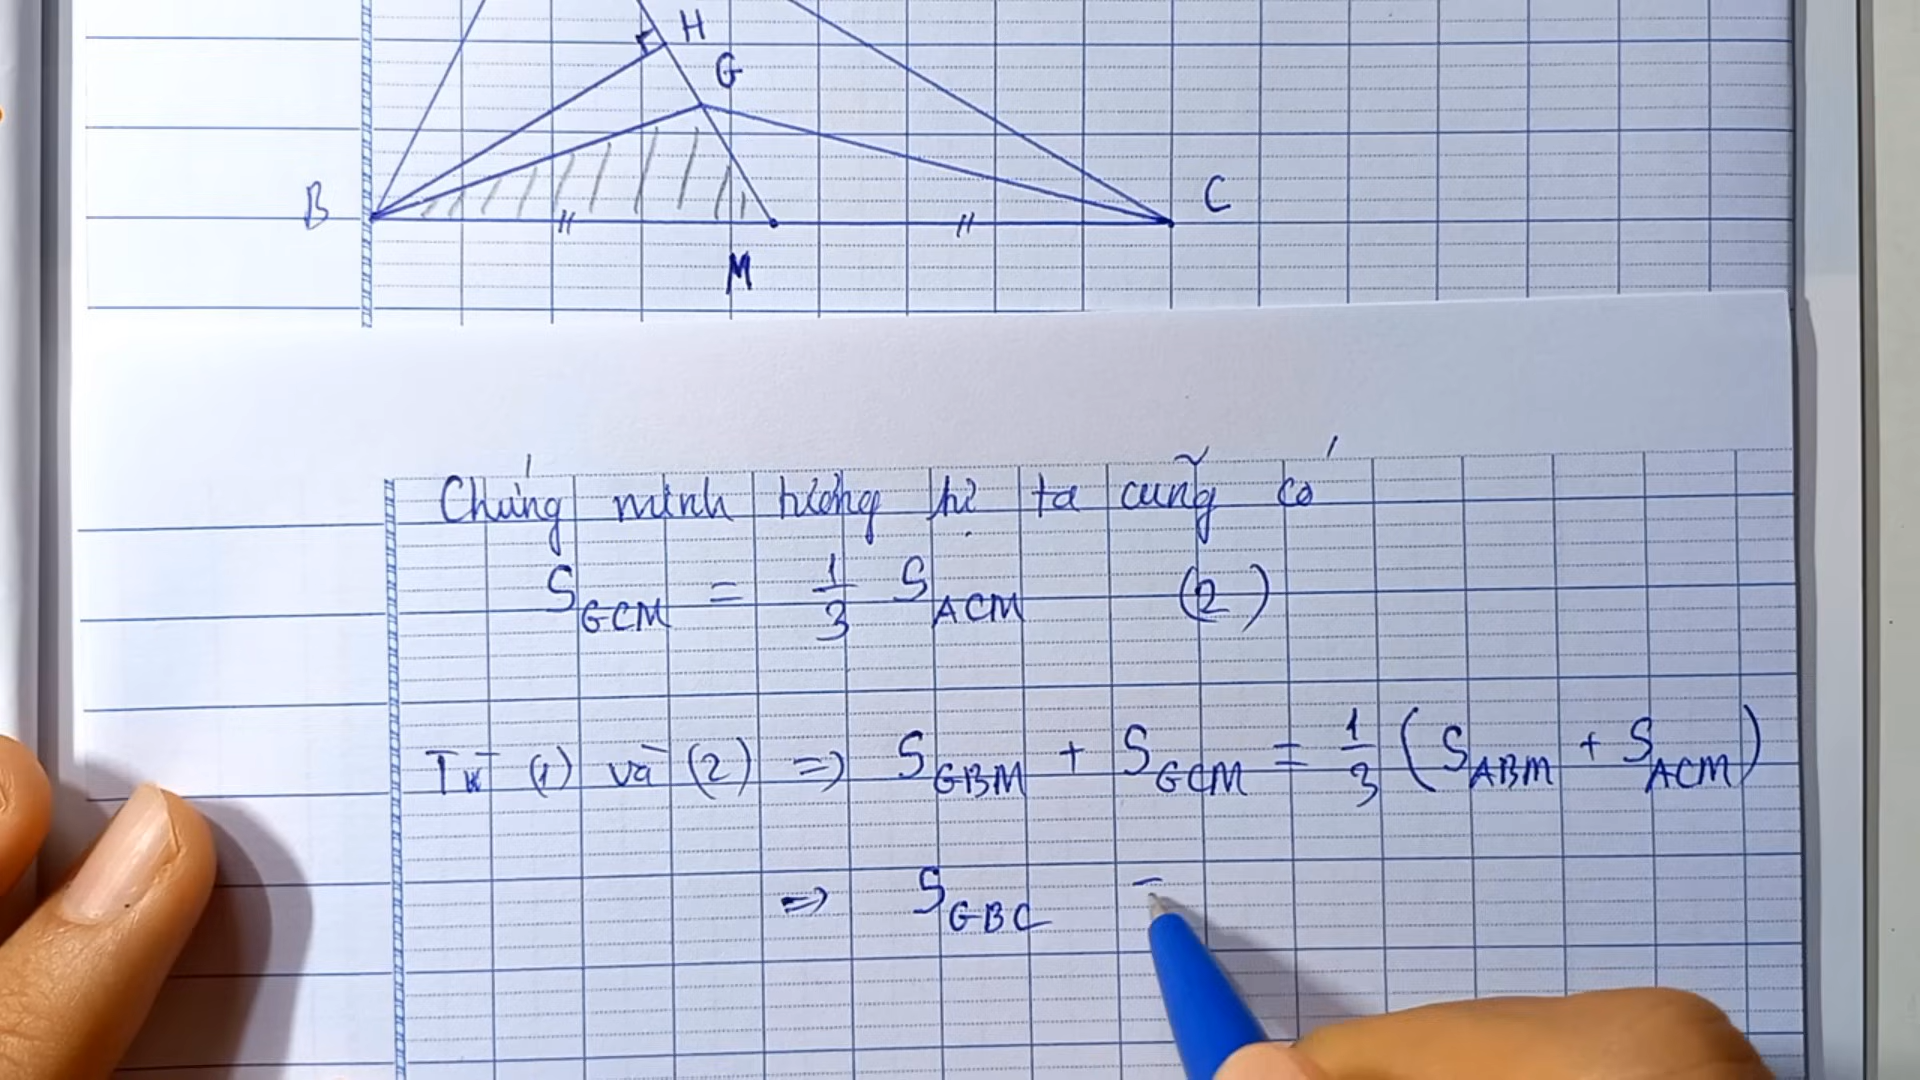 H
G
B
C
M
Chứng minh tương tự ta cũng có
S_GCM = 1/3 S_ACM (2)
Từ (1) và (2) => S_GBM + S_GCM = 1/3 (S_ABM + S_ACM)
=> S_GBC =